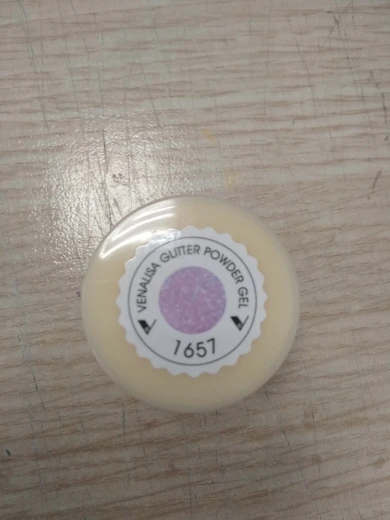 VENALISA GLITTER POWDER GEL
1657